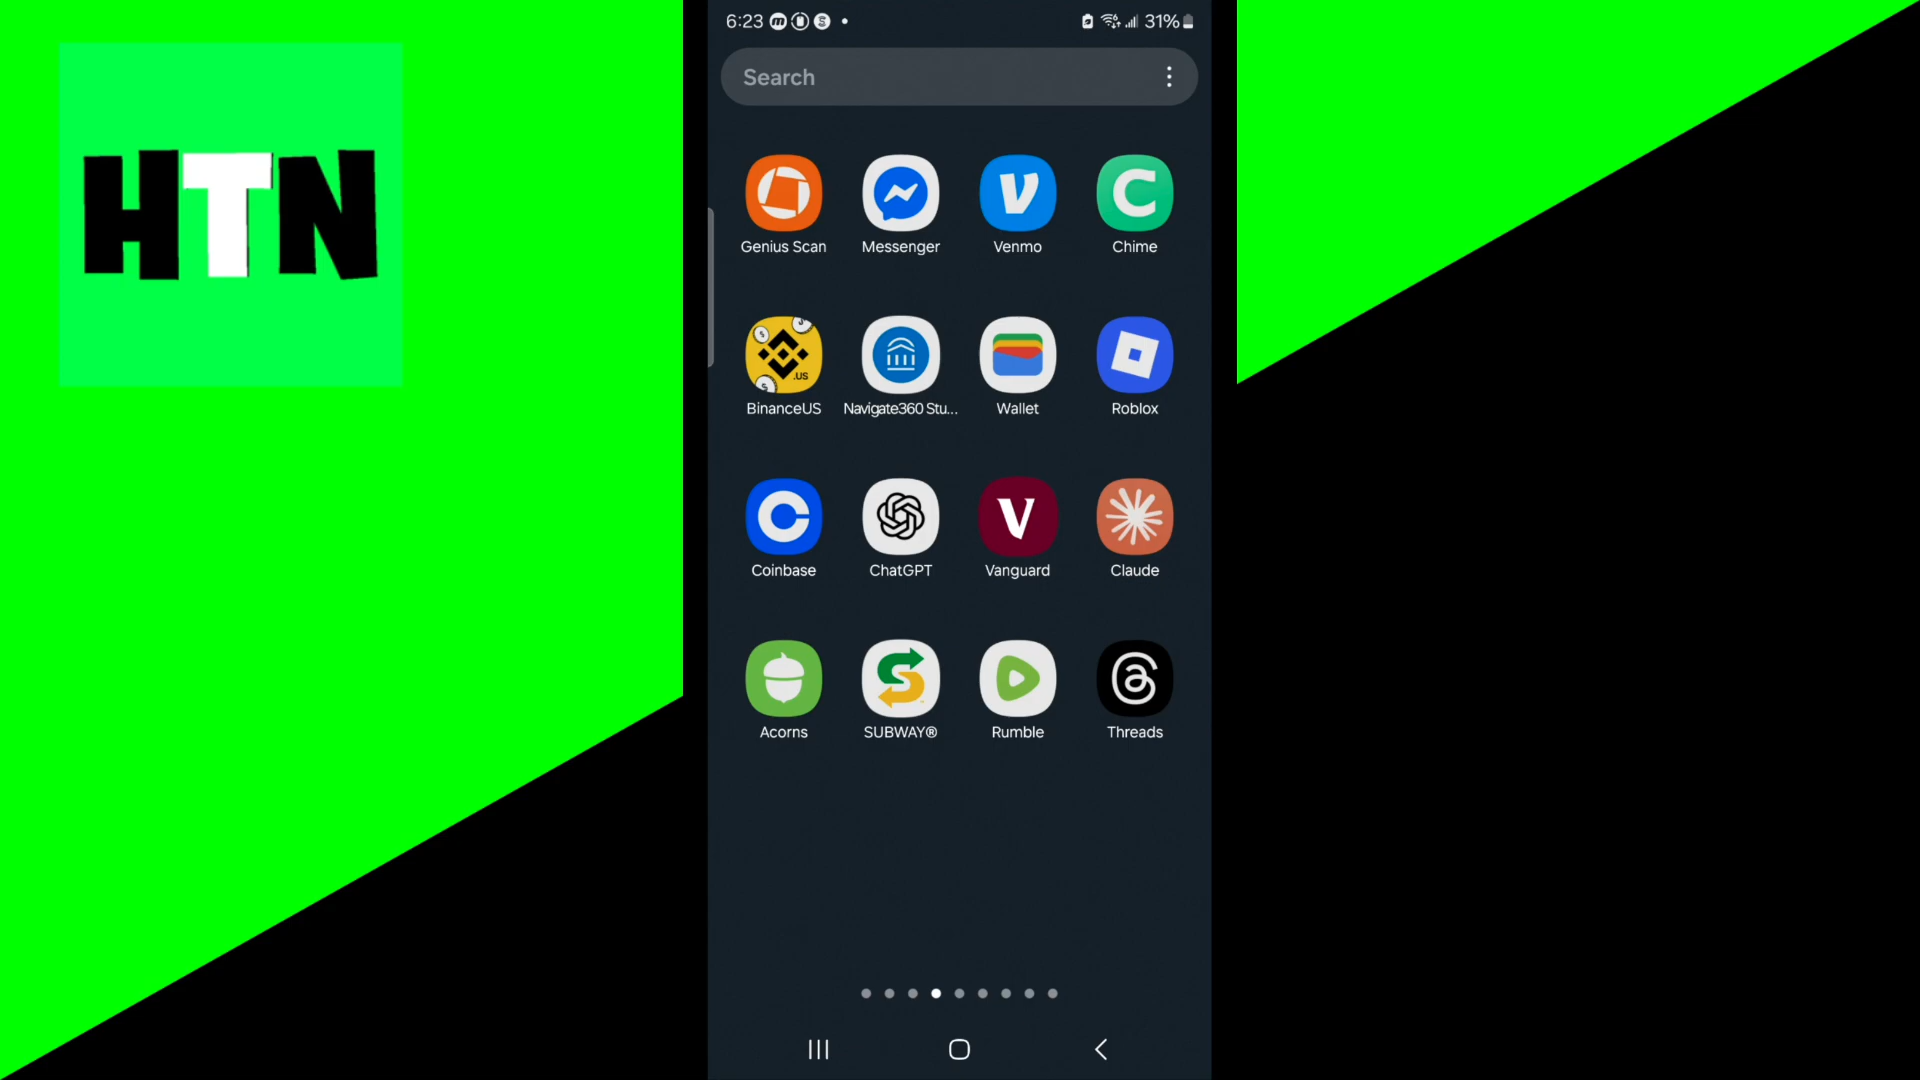 HTN
6:23
31%
Search
Genius Scan
Messenger
Venmo
Chime
.US
BinanceUS
Navigate360 Stu...
Wallet
Roblox
Coinbase
ChatGPT
Vanguard
Claude
Acorns
SUBWAY®
Rumble
Threads